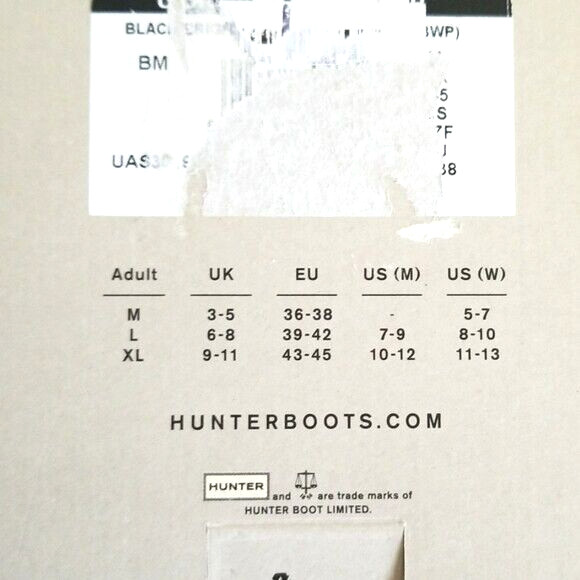 BM
Adult UK EU US (M) US (W)
M 3-5 36-38 - 5-7
L 6-8 39-42 7-9 8-10
XL 9-11 43-45 10-12 11-13
HUNTERBOOTS.COM
HUNTER and are trade marks of
HUNTER BOOT LIMITED.